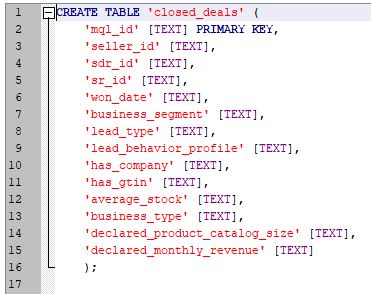 1 CREATE TABLE 'closed_deals' (
2 'mql_id' [TEXT] PRIMARY KEY,
3 'seller_id' [TEXT],
4 'sdr_id' [TEXT],
5 'sr_id' [TEXT],
6 'won_date' [TEXT],
7 'business_segment' [TEXT],
8 'lead_type' [TEXT],
9 'lead_behavior_profile' [TEXT],
10 'has_company' [TEXT],
11 'has_gtin' [TEXT],
12 'average_stock' [TEXT],
13 'business_type' [TEXT],
14 'declared_product_catalog_size' [TEXT],
15 'declared_monthly_revenue' [TEXT]
16 );
17